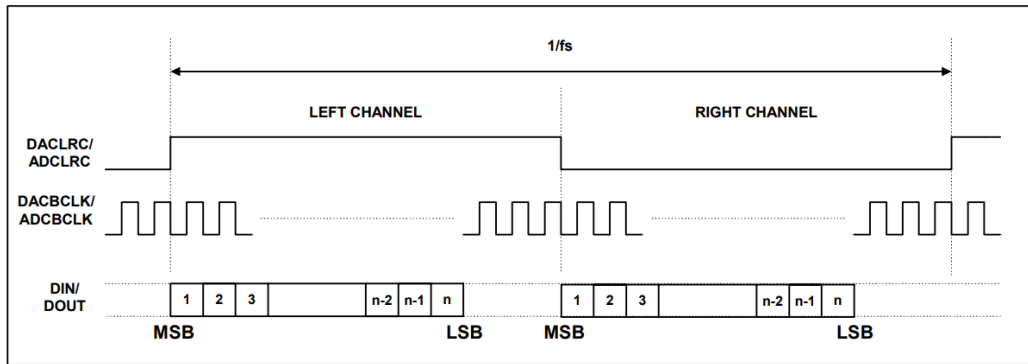 1/fs
LEFT CHANNEL RIGHT CHANNEL
DACLRC/
ADCLRC
DACBCLK/
ADCBCLK
DIN/
DOUT
1 2 3 n-2 n-1 n 1 2 3 n-2 n-1 n
MSB LSB MSB LSB